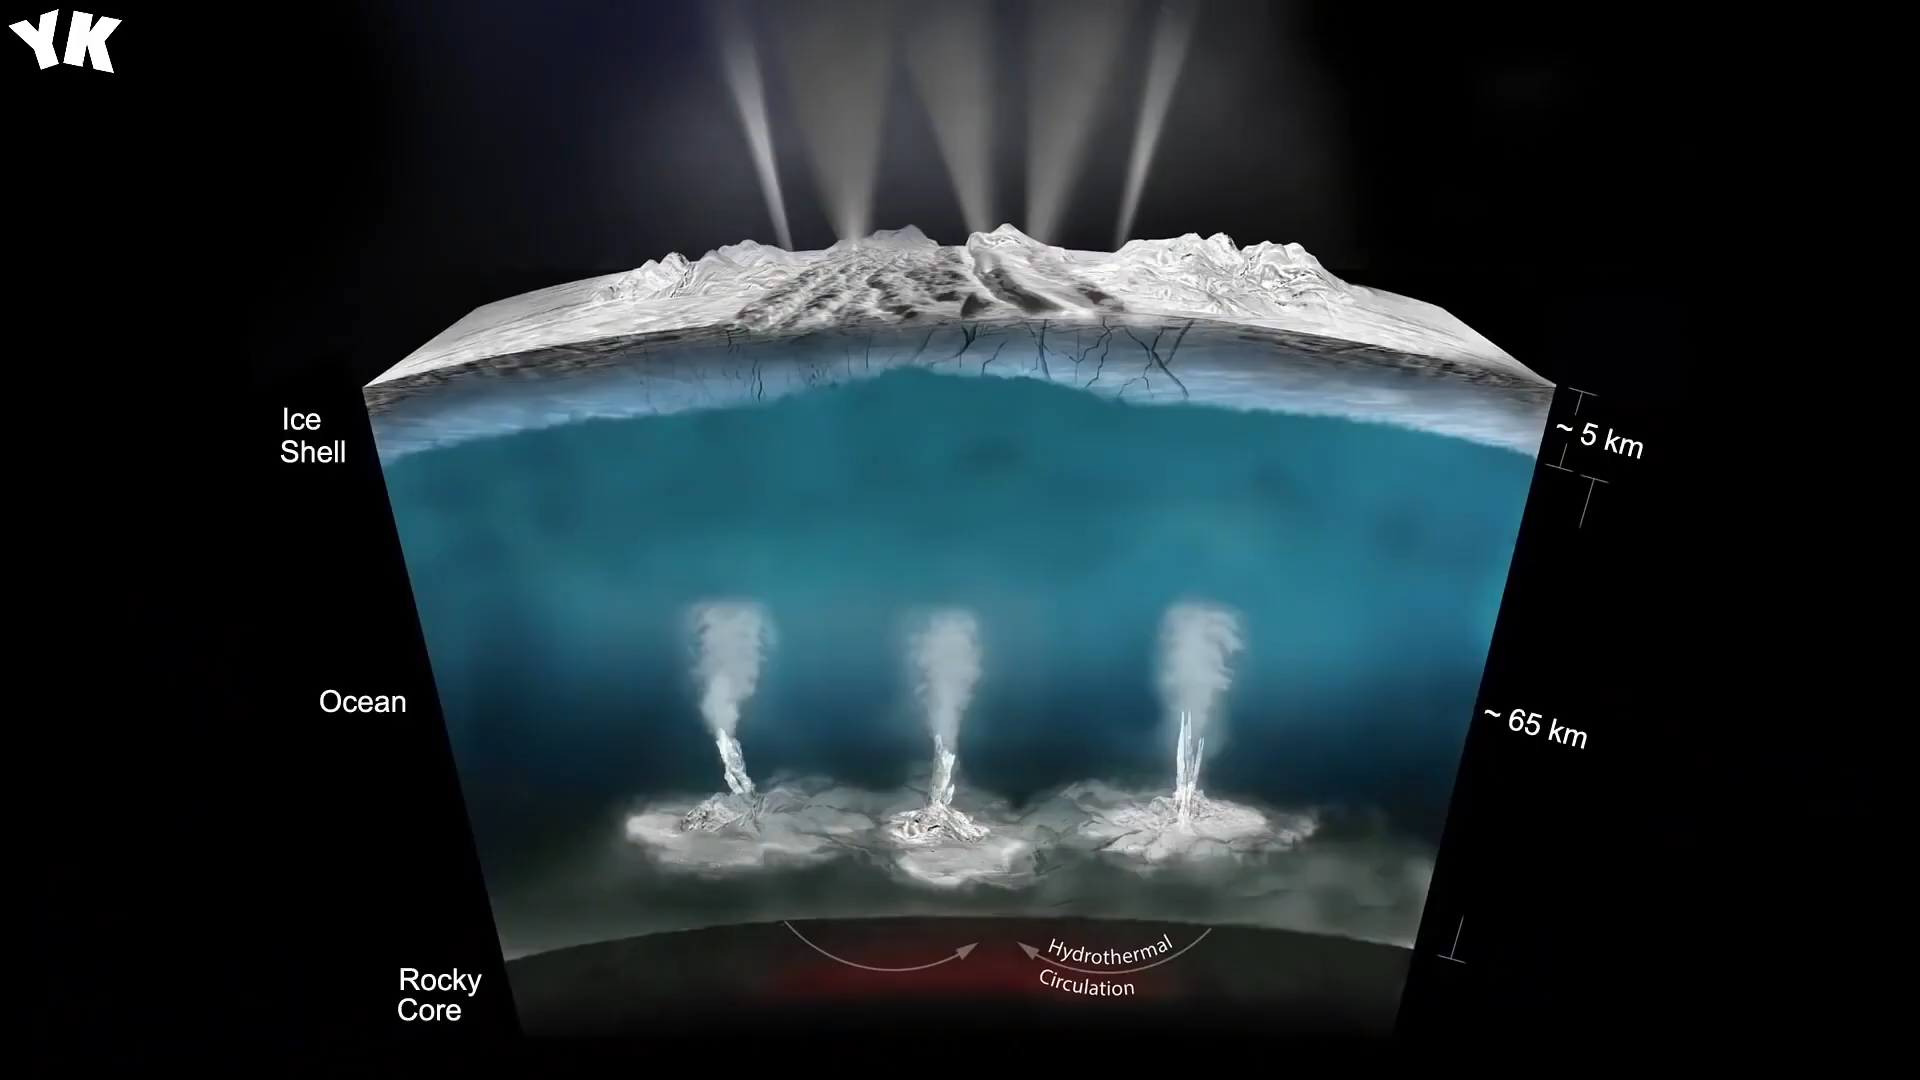 YK
Ice
Shell
~ 5 km
Ocean
~ 65 km
Rocky
Core
Hydrothermal
Circulation